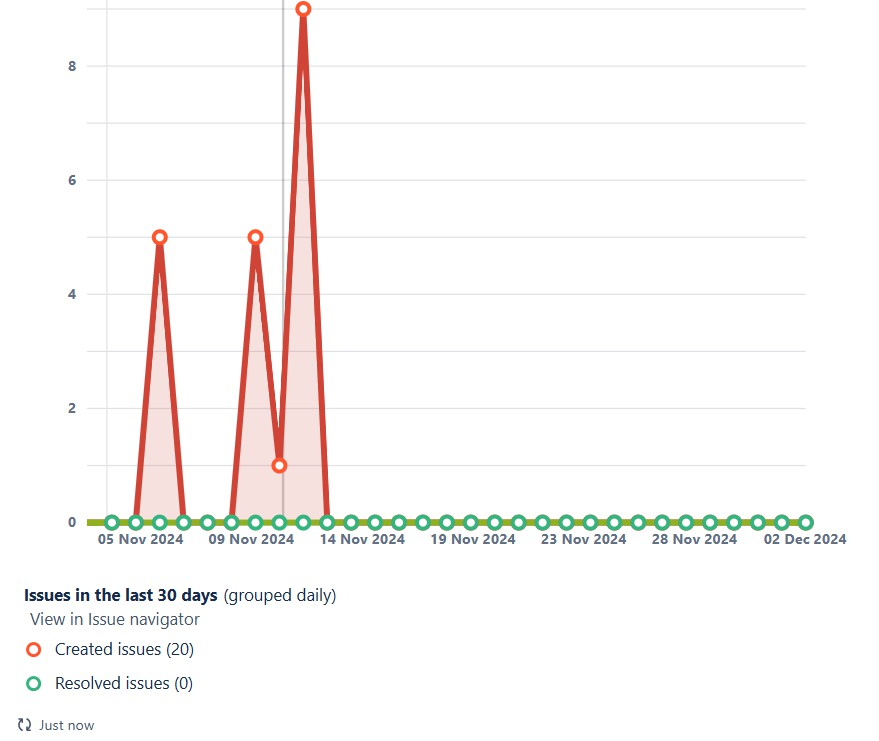 8
6
4
2
0
05 Nov 2024 09 Nov 2024 14 Nov 2024 19 Nov 2024 23 Nov 2024 28 Nov 2024 02 Dec 2024
Issues in the last 30 days (grouped daily)
View in Issue navigator
Created issues (20)
Resolved issues (0)
Just now